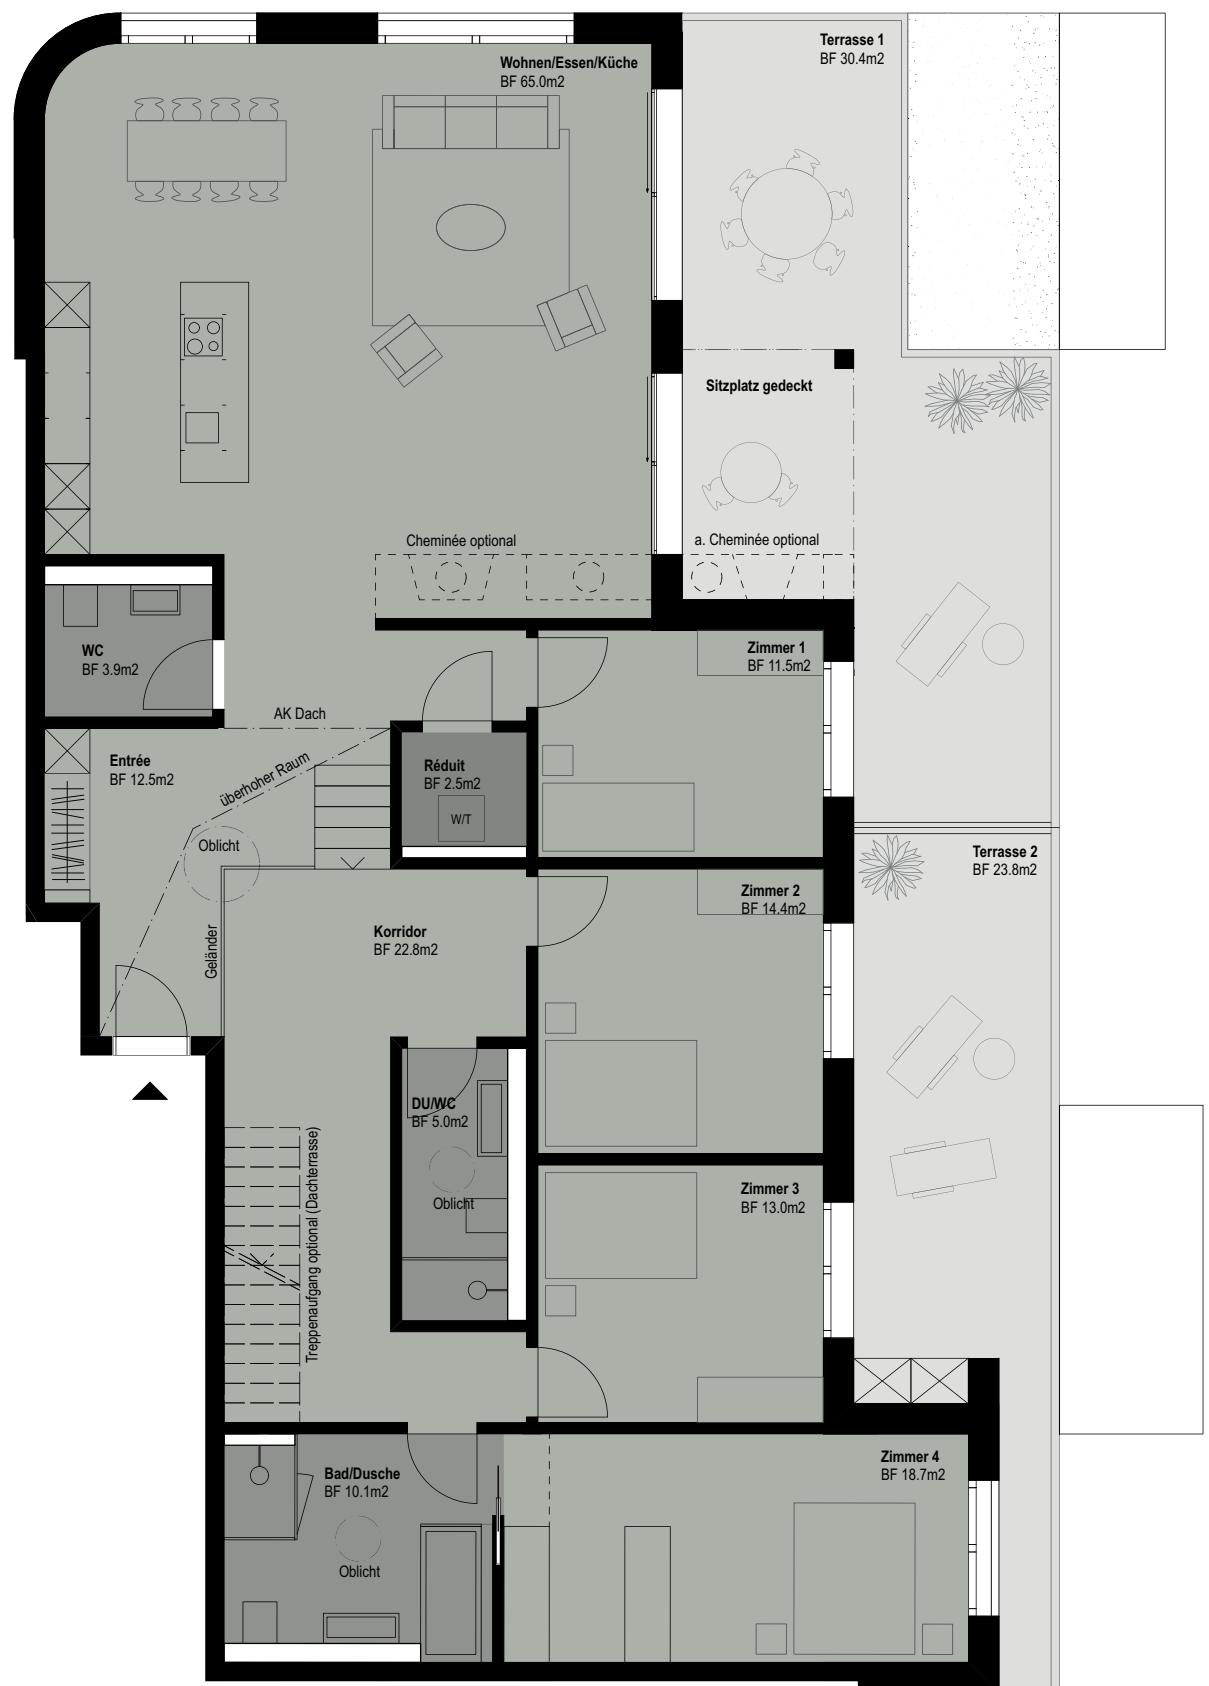 Terrasse 1
BF 30.4m2
Wohnen/Essen/Küche
BF 65.0m2
Sitzplatz gedeckt
Cheminée optional
a. Cheminée optional
WC
BF 3.9m2
Zimmer 1
BF 11.5m2
AK Dach
Entrée
BF 12.5m2
überhoher Raum
Réduit
BF 2.5m2
W/T
Oblicht
Terrasse 2
BF 23.8m2
Zimmer 2
BF 14.4m2
Korridor
BF 22.8m2
Geländer
DU/WC
BF 5.0m2
Oblicht
Treppenaufgang optional (Dachterrasse)
Zimmer 3
BF 13.0m2
Zimmer 4
BF 18.7m2
Bad/Dusche
BF 10.1m2
Oblicht